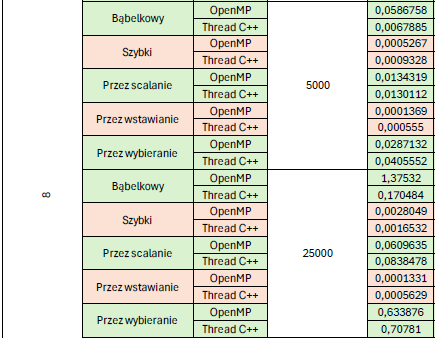 8
5000
Bąbelkowy
OpenMP 0,0586758
Thread C++ 0,0067885
Szybki
OpenMP 0,0005267
Thread C++ 0,0009328
Przez scalanie
OpenMP 0,0134319
Thread C++ 0,0130112
Przez wstawianie
OpenMP 0,0001369
Thread C++ 0,000555
Przez wybieranie
OpenMP 0,0287132
Thread C++ 0,0405552
25000
Bąbelkowy
OpenMP 1,37532
Thread C++ 0,170484
Szybki
OpenMP 0,0028049
Thread C++ 0,0016532
Przez scalanie
OpenMP 0,0609635
Thread C++ 0,0838478
Przez wstawianie
OpenMP 0,0001331
Thread C++ 0,0005629
Przez wybieranie
OpenMP 0,633876
Thread C++ 0,70781